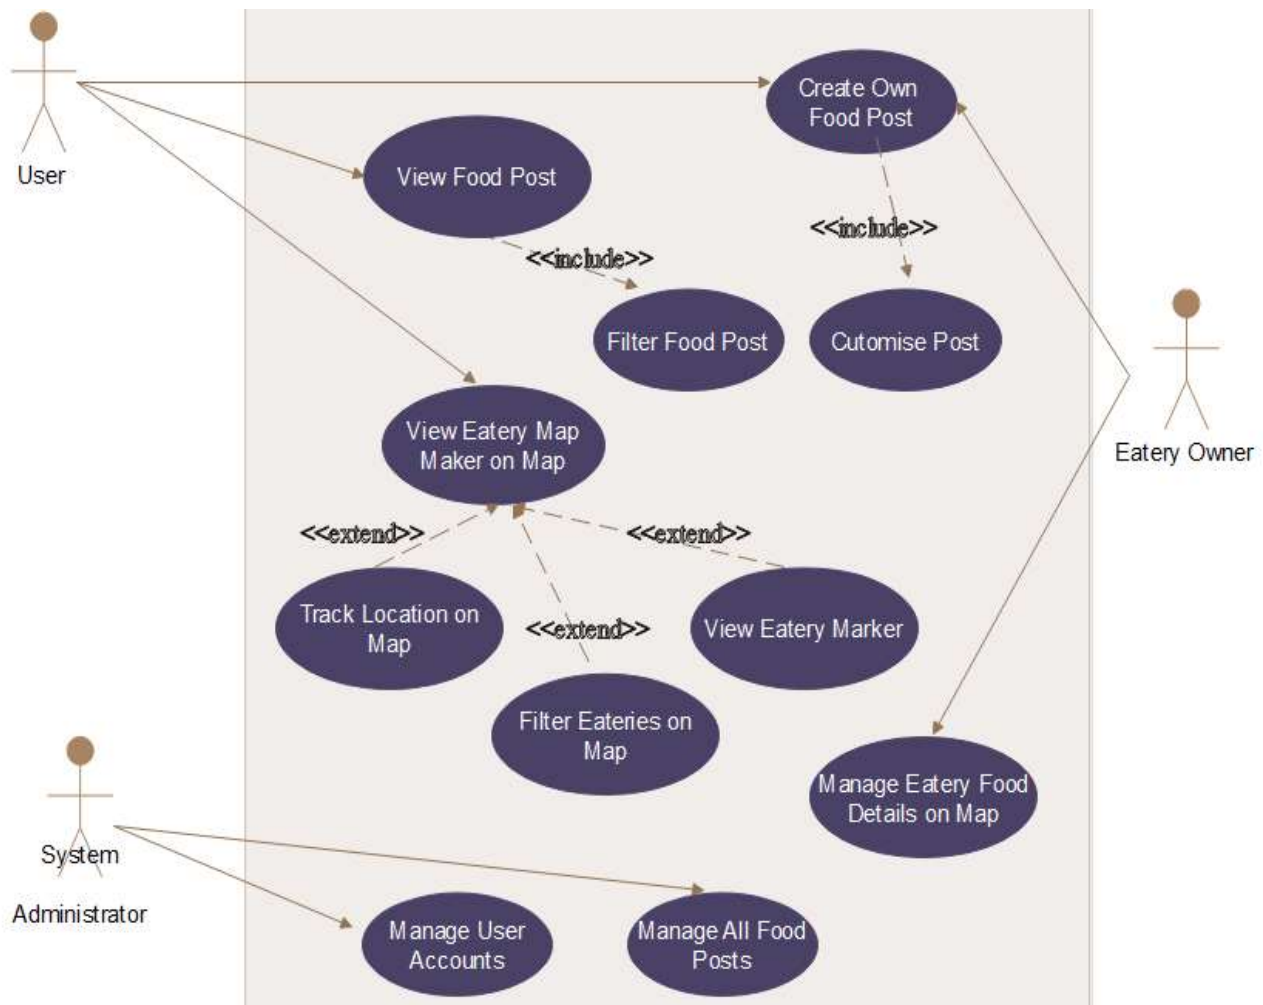 Create Own
Food Post
User
View Food Post
<<include>>
<<include>>
Filter Food Post
Cutomise Post
View Eatery Map
Maker on Map
Eatery Owner
<<extend>>
<<extend>>
Track Location on
Map
<<extend>>
View Eatery Marker
Filter Eateries on
Map
Manage Eatery Food
Details on Map
System
Administrator
Manage User
Accounts
Manage All Food
Posts